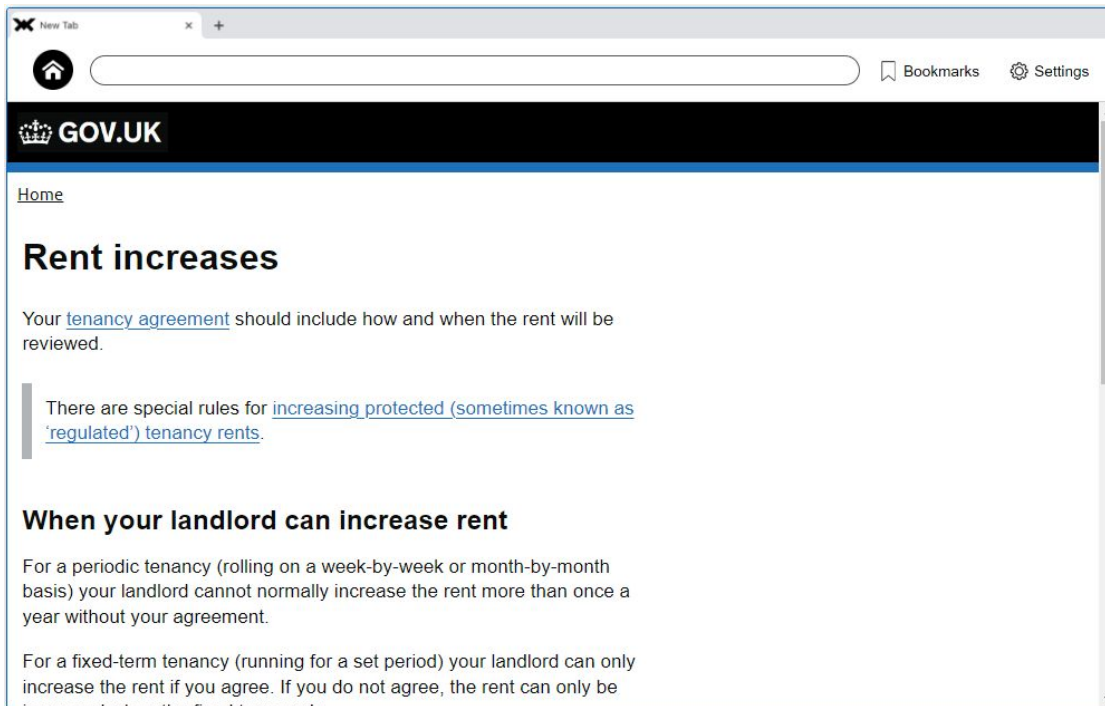 New Tab
Bookmarks
Settings
GOV.UK
Home
Rent increases
Your tenancy agreement should include how and when the rent will be
reviewed.
There are special rules for increasing protected (sometimes known as
‘regulated’) tenancy rents.
When your landlord can increase rent
For a periodic tenancy (rolling on a week-by-week or month-by-month
basis) your landlord cannot normally increase the rent more than once a
year without your agreement.
For a fixed-term tenancy (running for a set period) your landlord can only
increase the rent if you agree. If you do not agree, the rent can only be